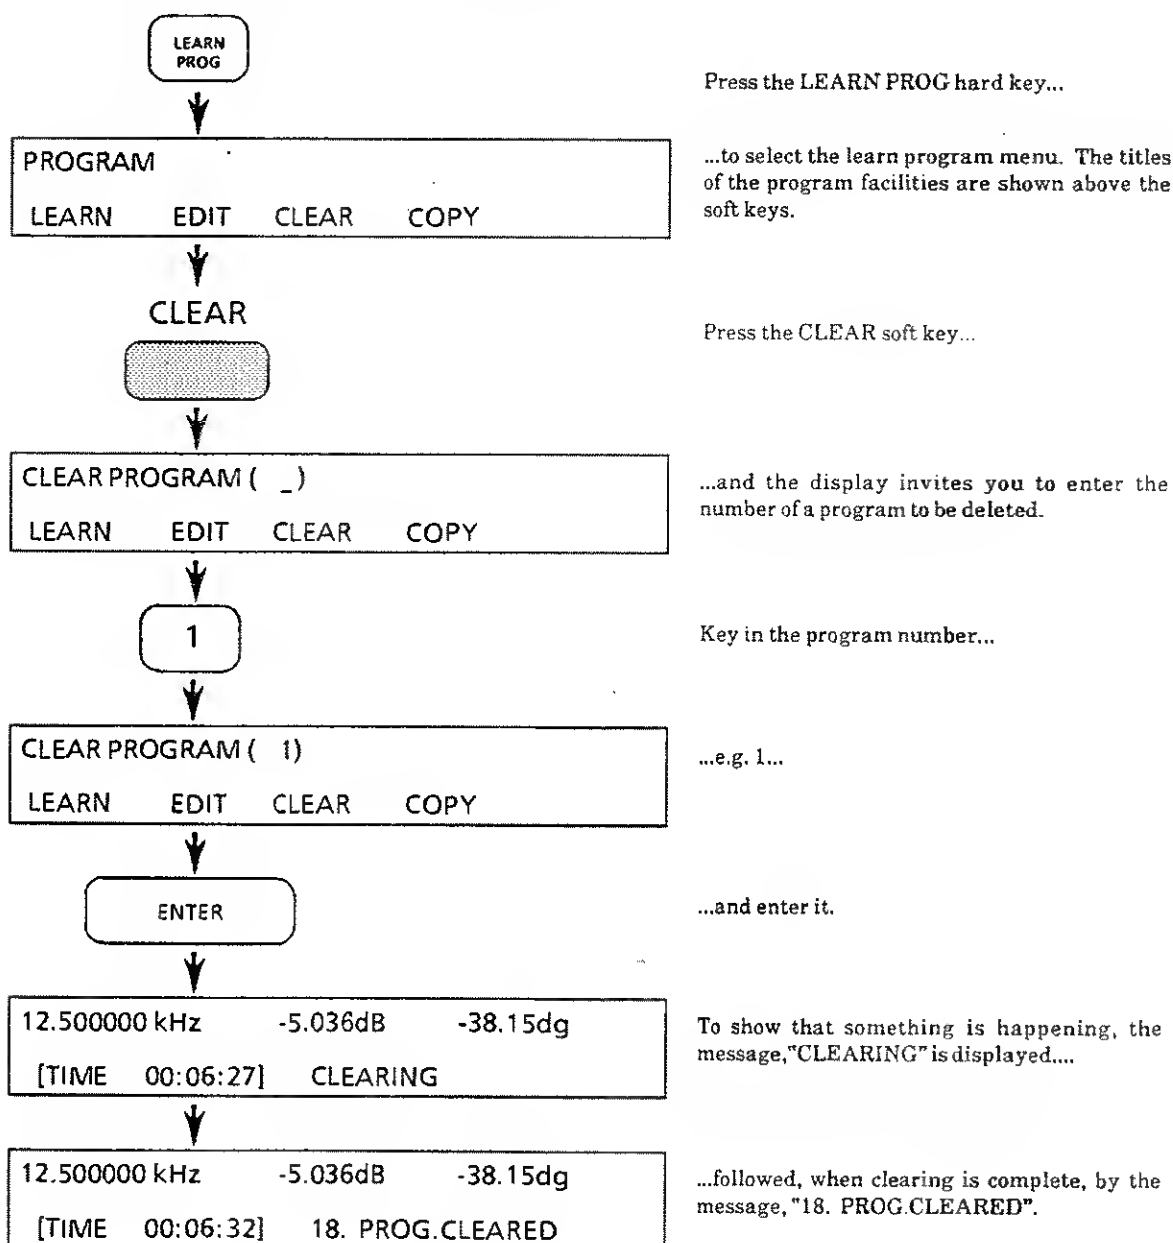 LEARN
PROG
Press the LEARN PROG hard key...
PROGRAM
LEARN EDIT CLEAR COPY
...to select the learn program menu. The titles
of the program facilities are shown above the
soft keys.
CLEAR
Press the CLEAR soft key...
CLEAR PROGRAM ( _)
LEARN EDIT CLEAR COPY
...and the display invites you to enter the
number of a program to be deleted.
1
Key in the program number...
CLEAR PROGRAM ( 1)
LEARN EDIT CLEAR COPY
...e.g. 1...
ENTER
...and enter it.
12.500000 kHz -5.036dB -38.15dg
[TIME 00:06:27] CLEARING
To show that something is happening, the
message,"CLEARING" is displayed....
12.500000 kHz -5.036dB -38.15dg
[TIME 00:06:32] 18. PROG.CLEARED
...followed, when clearing is complete, by the
message, "18. PROG.CLEARED".